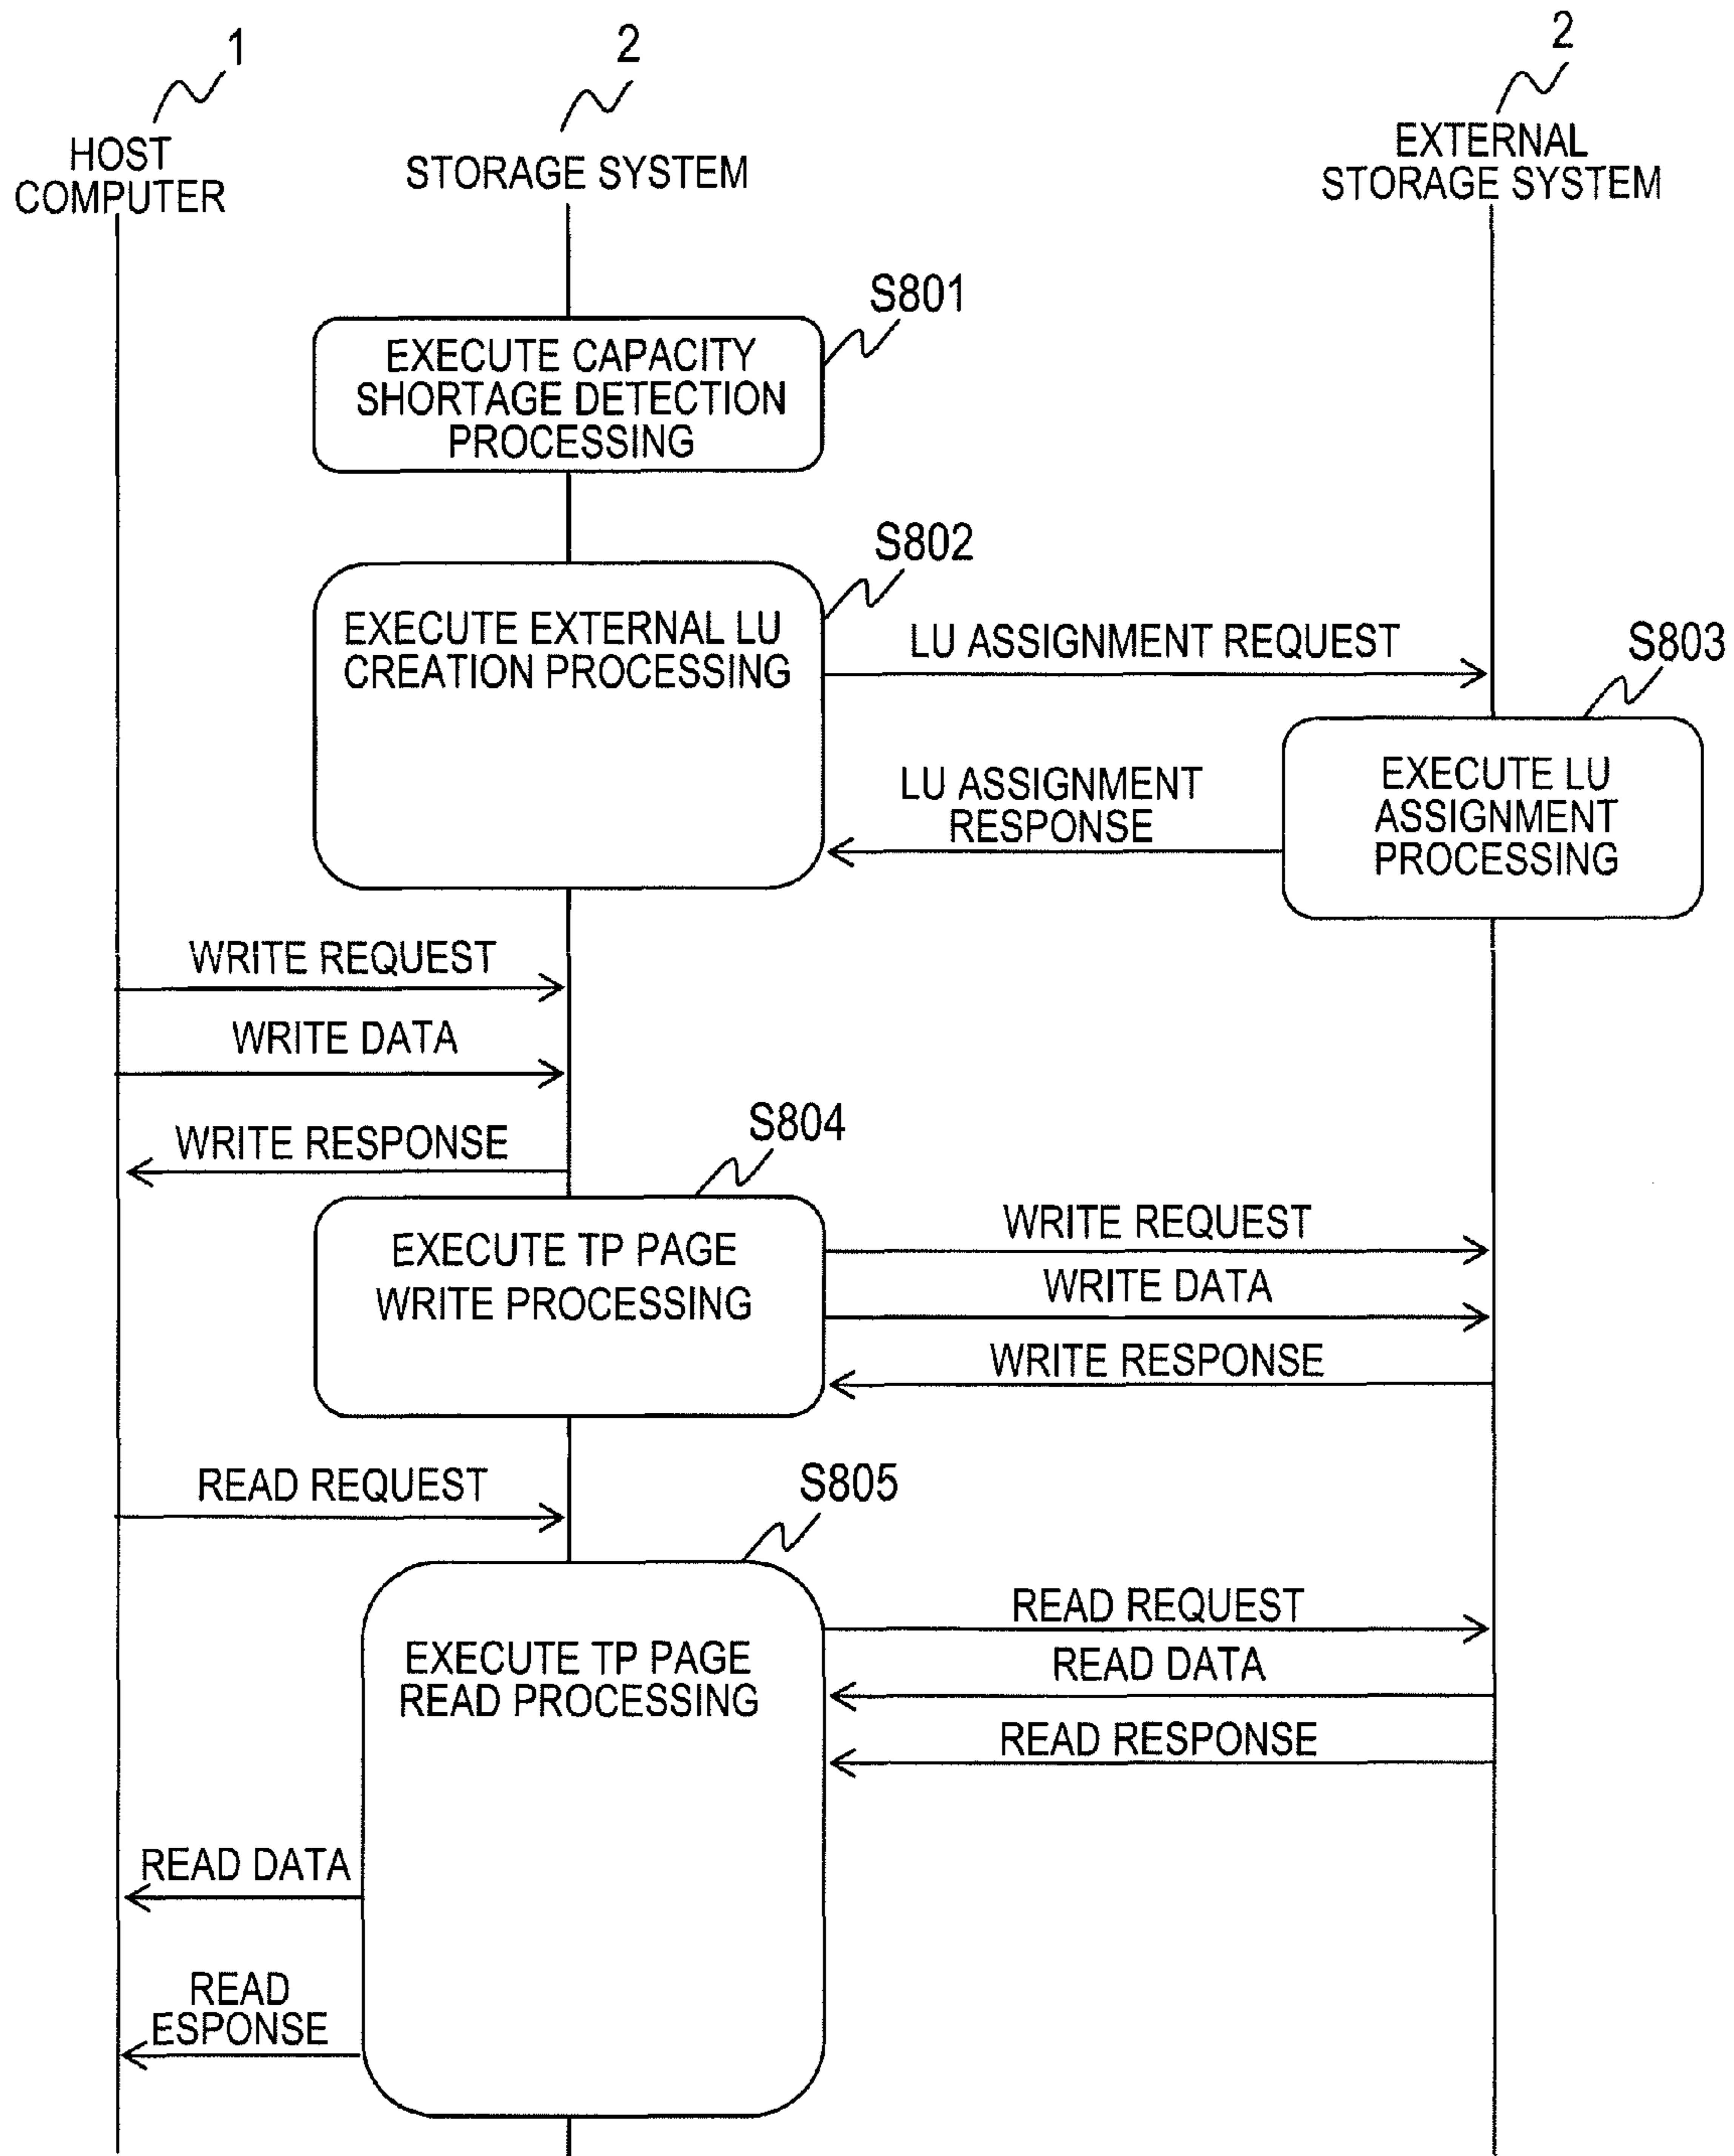 1
2
2
HOST
COMPUTER
STORAGE SYSTEM
EXTERNAL
STORAGE SYSTEM
S801
EXECUTE CAPACITY
SHORTAGE DETECTION
PROCESSING
S802
EXECUTE EXTERNAL LU
CREATION PROCESSING
LU ASSIGNMENT REQUEST
S803
LU ASSIGNMENT
RESPONSE
EXECUTE LU
ASSIGNMENT
PROCESSING
WRITE REQUEST
WRITE DATA
WRITE RESPONSE
S804
EXECUTE TP PAGE
WRITE PROCESSING
WRITE REQUEST
WRITE DATA
WRITE RESPONSE
READ REQUEST
S805
EXECUTE TP PAGE
READ PROCESSING
READ REQUEST
READ DATA
READ RESPONSE
READ DATA
READ
ESPONSE